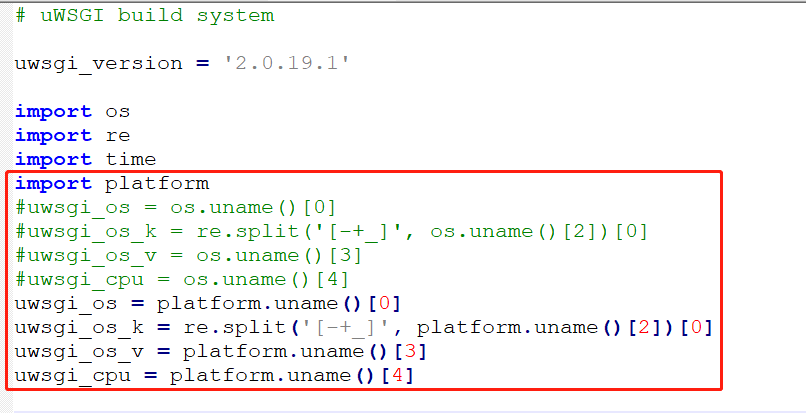 # uWSGI build system
uwsgi_version = '2.0.19.1'
import os
import re
import time
import platform
#uwsgi_os = os.uname()[0]
#uwsgi_os_k = re.split('[-+_]', os.uname()[2])[0]
#uwsgi_os_v = os.uname()[3]
#uwsgi_cpu = os.uname()[4]
uwsgi_os = platform.uname()[0]
uwsgi_os_k = re.split('[-+_]', platform.uname()[2])[0]
uwsgi_os_v = platform.uname()[3]
uwsgi_cpu = platform.uname()[4]